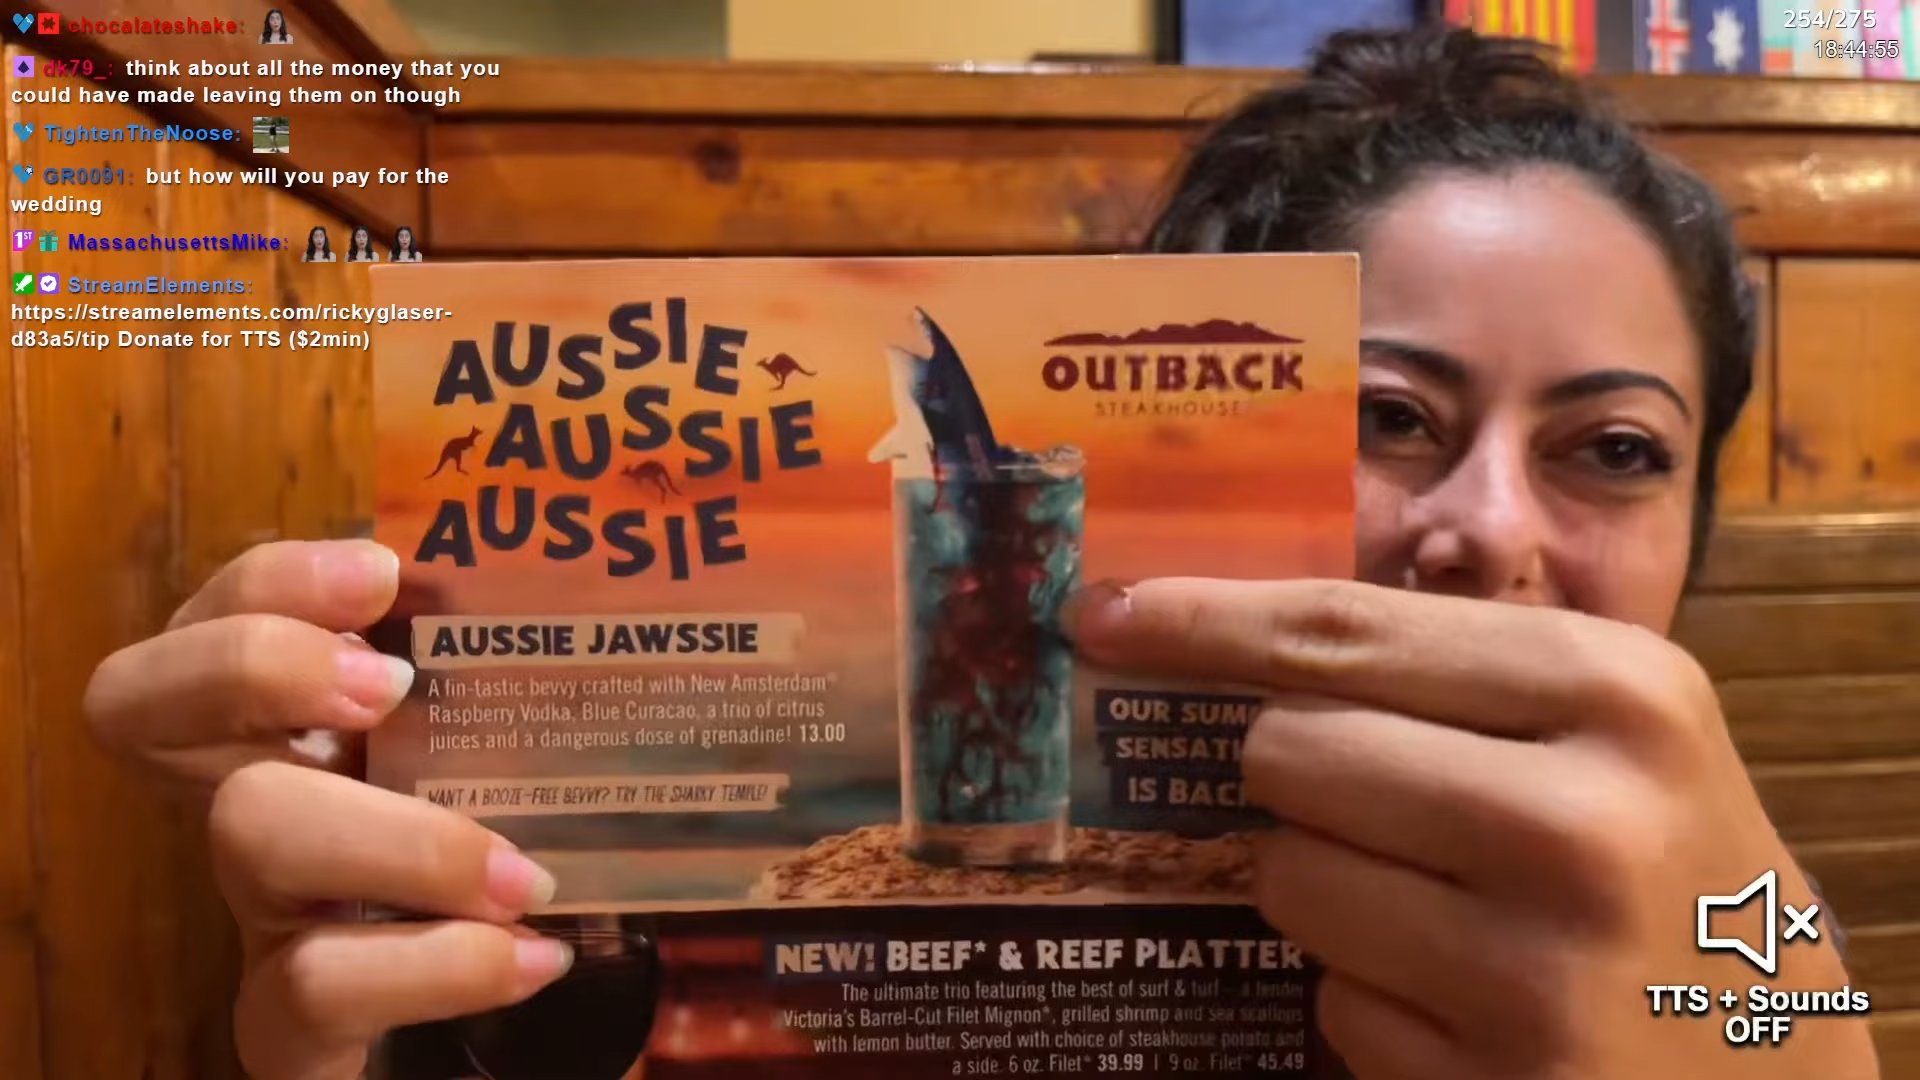 chocalateshake:
dk79_: think about all the money that you
could have made leaving them on though
TightenTheNoose:
GR0091: but how will you pay for the
wedding
1ST MassachusettsMike:
StreamElements:
https://streamelements.com/rickyglaser-
d83a5/tip Donate for TTS ($2min)
254/275
18:44:55
AUSSIE
AUSSIE
AUSSIE
OUTBACK
STEAKHOUSE
AUSSIE JAWSSIE
A fin-tastic bevvy crafted with New Amsterdam®
Raspberry Vodka, Blue Curacao, a trio of citrus
juices and a dangerous dose of grenadine! 13.00
WANT A BOOZE-FREE BEVVY? TRY THE SHARKY TEMPLE!
OUR SUM
SENSATI
IS BAC
NEW! BEEF* & REEF PLATTER
The ultimate trio featuring the best of surf & turf – a tender
Victoria's Barrel-Cut Filet Mignon*, grilled shrimp and sea scallops
with lemon butter. Served with choice of steakhouse potato and
a side. 6 oz. Filet* 39.99 | 9 oz. Filet* 45.49
TTS + Sounds
OFF